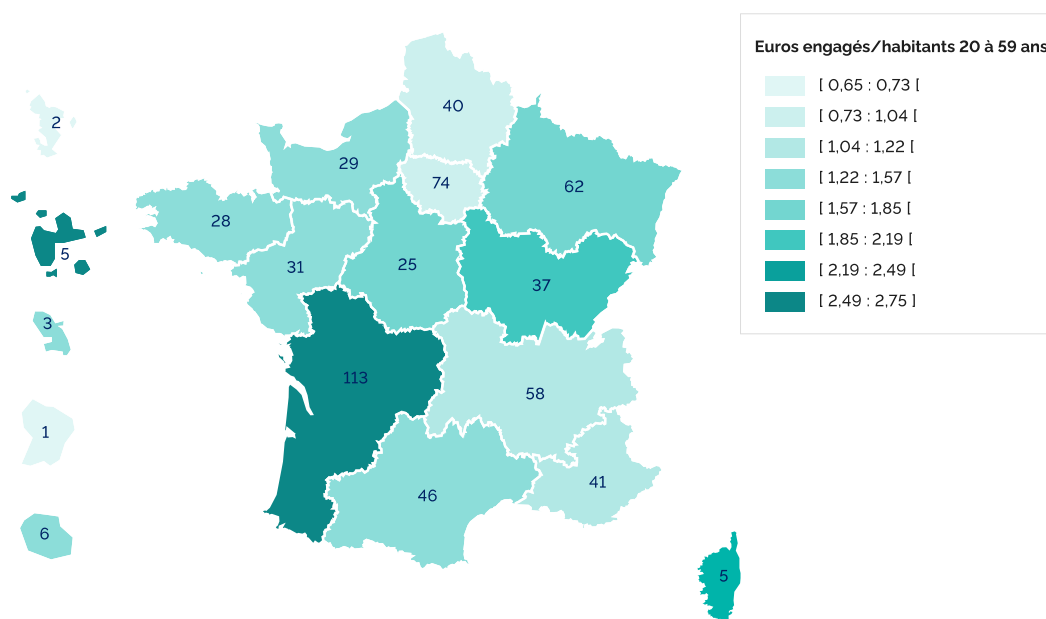 Euros engagés/habitants 20 à 59 ans
[ 0,65 : 0,73 [
[ 0,73 : 1,04 [
[ 1,04 : 1,22 [
[ 1,22 : 1,57 [
[ 1,57 : 1,85 [
[ 1,85 : 2,19 [
[ 2,19 : 2,49 [
[ 2,49 : 2,75 ]
40
2
29
74
62
28
5
31
25
37
3
113
58
1
41
46
6
5